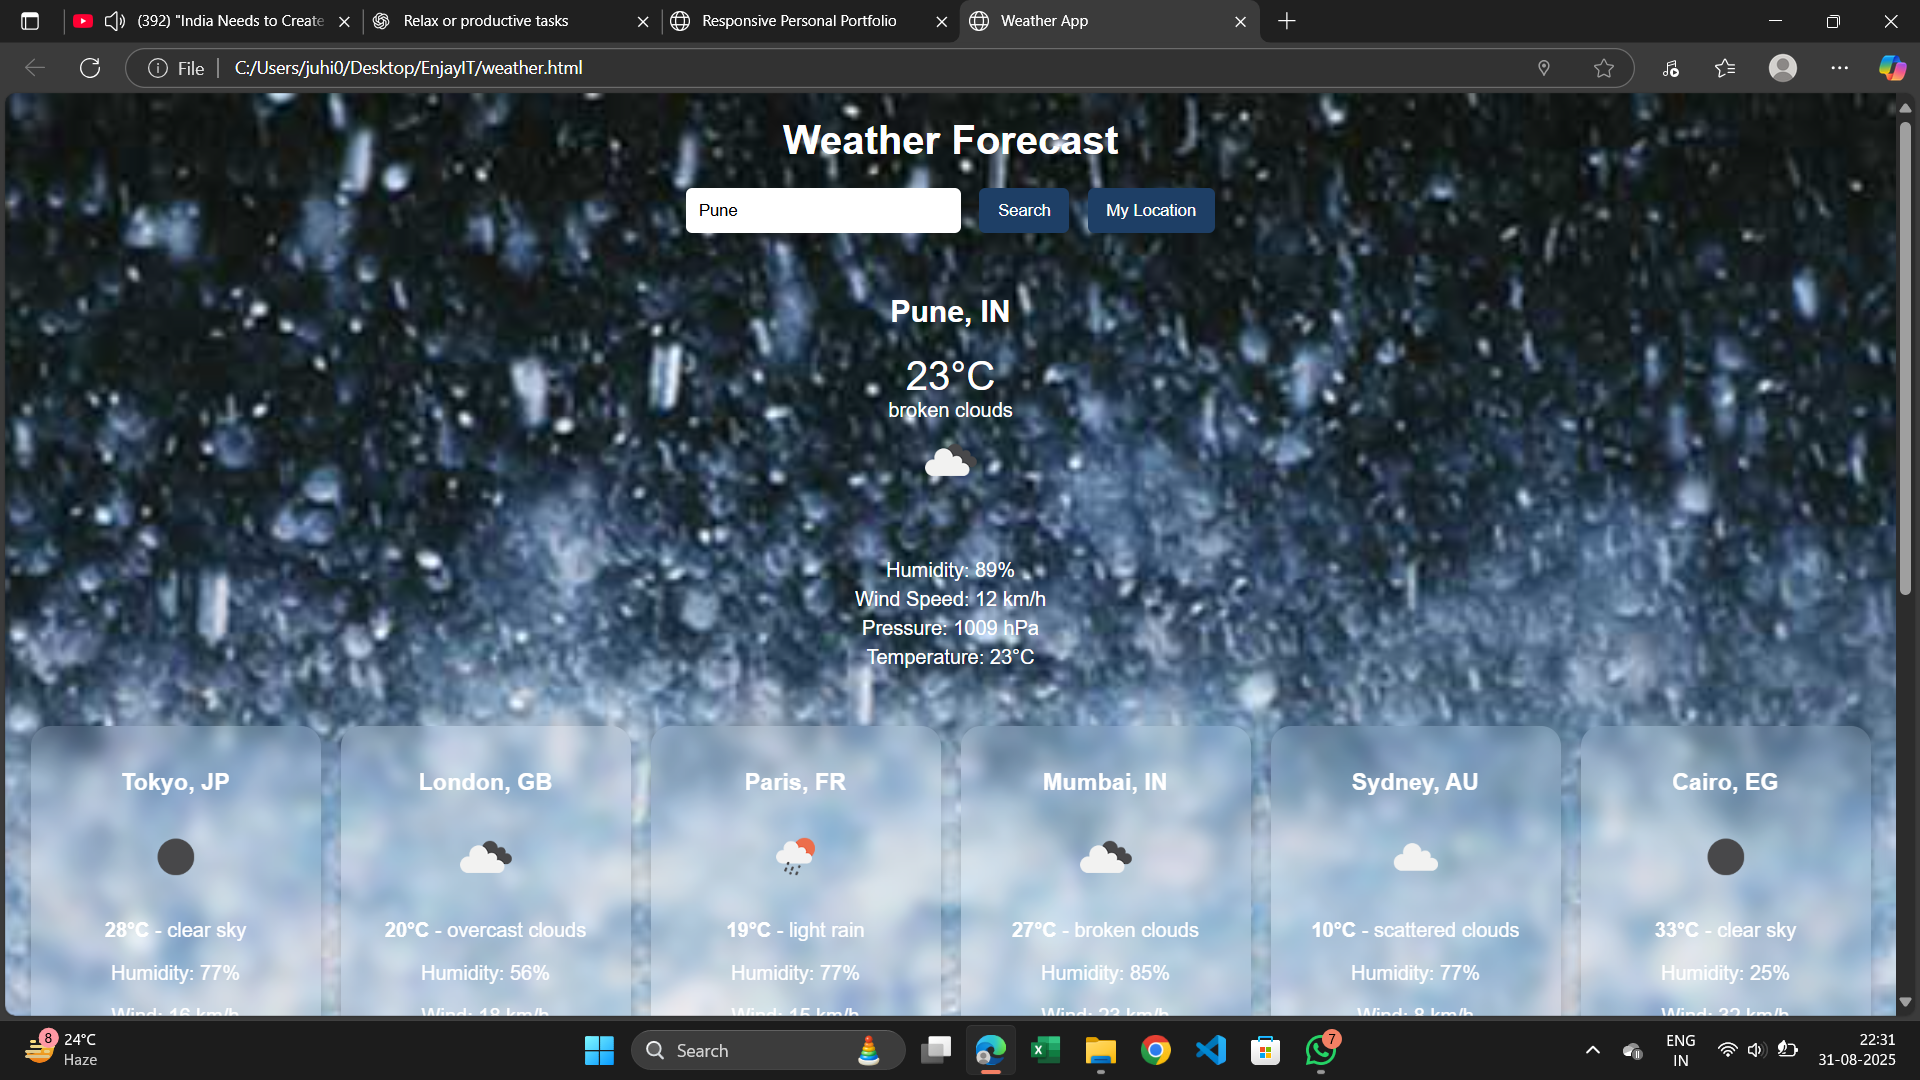 (392) "India Needs to Create
Relax or productive tasks
Responsive Personal Portfolio
Weather App
File
C:/Users/juhi0/Desktop/EnjayIT/weather.html
Weather Forecast
Pune
Search
My Location
Pune, IN
23°C
broken clouds
Humidity: 89%
Wind Speed: 12 km/h
Pressure: 1009 hPa
Temperature: 23°C
Tokyo, JP
28°C - clear sky
Humidity: 77%
Wind: 16 km/h
London, GB
20°C - overcast clouds
Humidity: 56%
Wind: 18 km/h
Paris, FR
19°C - light rain
Humidity: 77%
Wind: 15 km/h
Mumbai, IN
27°C - broken clouds
Humidity: 85%
Wind: 23 km/h
Sydney, AU
10°C - scattered clouds
Humidity: 77%
Wind: 8 km/h
Cairo, EG
33°C - clear sky
Humidity: 25%
Wind: 32 km/h
8
24°C
Haze
Search
7
ENG
IN
22:31
31-08-2025